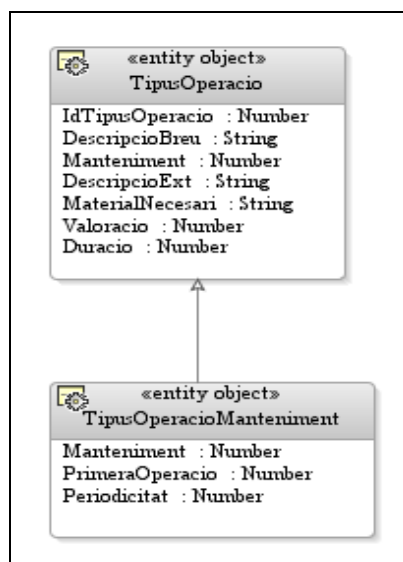 «entity object»
TipusOperacio
IdTipusOperacio : Number
DescripcioBreu : String
Manteniment : Number
DescripcioExt : String
MaterialNecesari : String
Valoracio : Number
Duracio : Number
«entity object»
TipusOperacioManteniment
Manteniment : Number
PrimeraOperacio : Number
Periodicitat : Number